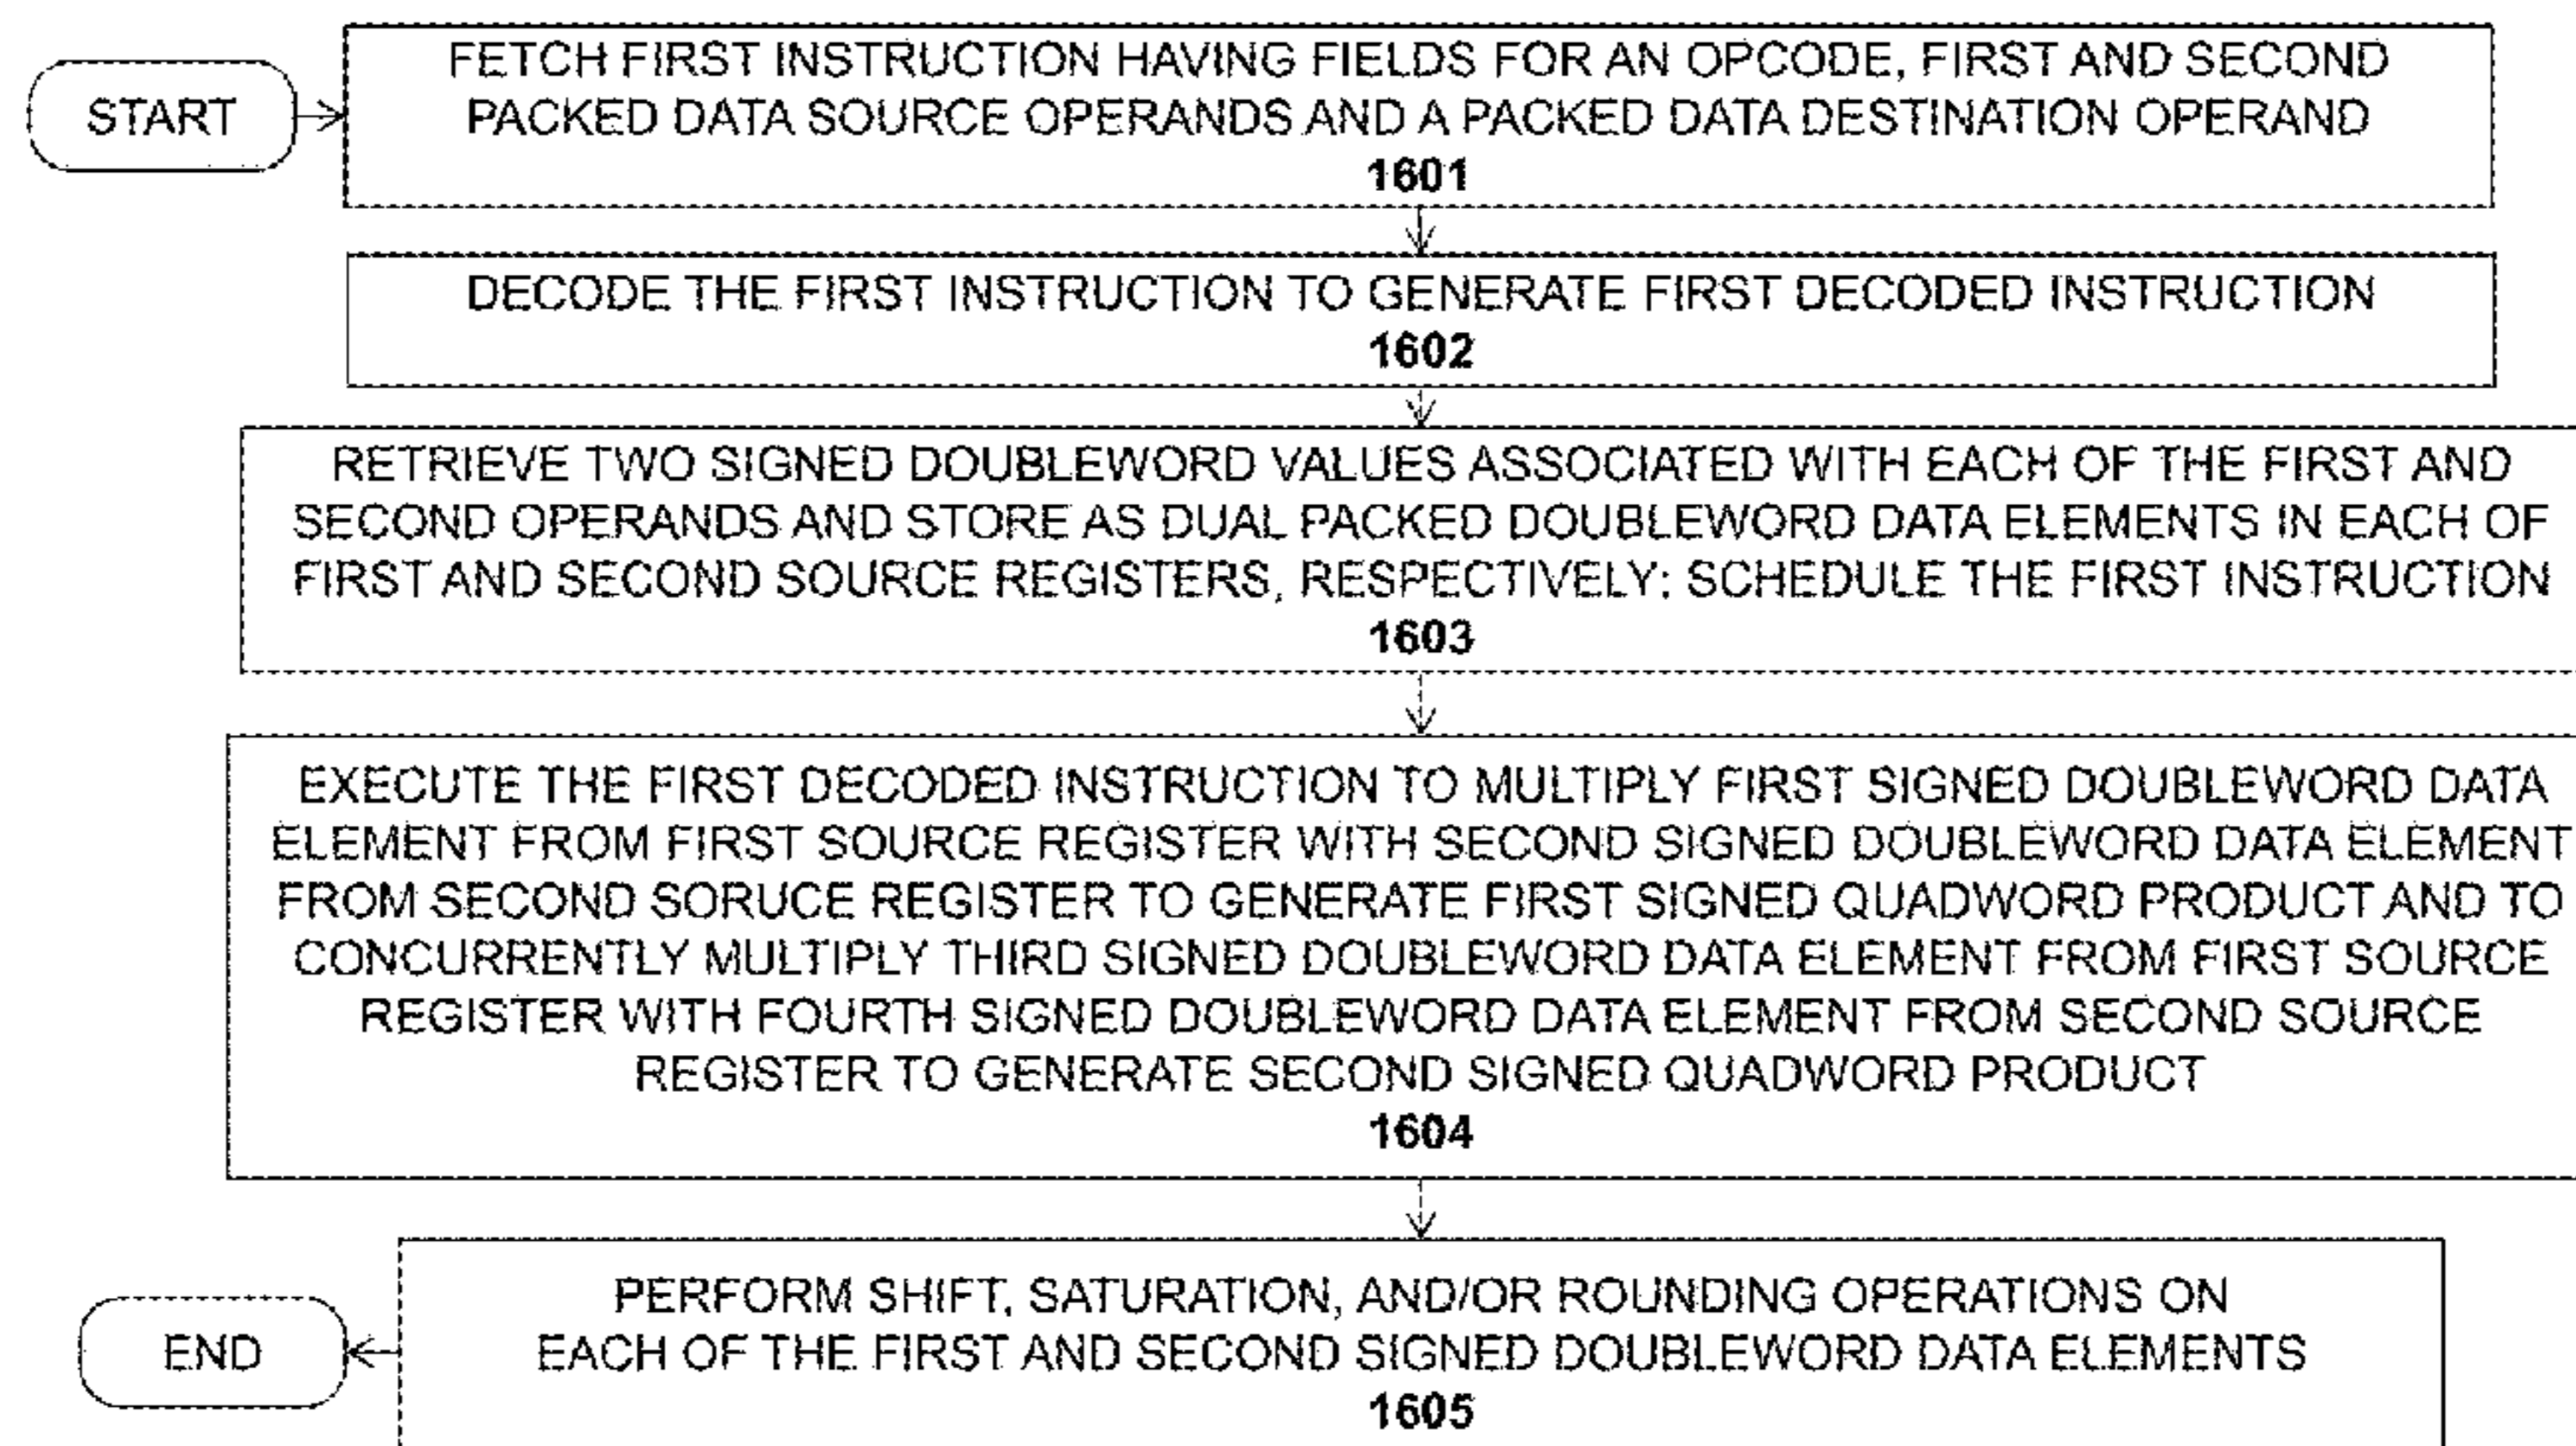 START
FETCH FIRST INSTRUCTION HAVING FIELDS FOR AN OPCODE, FIRST AND SECOND
PACKED DATA SOURCE OPERANDS AND A PACKED DATA DESTINATION OPERAND
1601
DECODE THE FIRST INSTRUCTION TO GENERATE FIRST DECODED INSTRUCTION
1602
RETRIEVE TWO SIGNED DOUBLEWORD VALUES ASSOCIATED WITH EACH OF THE FIRST AND
SECOND OPERANDS AND STORE AS DUAL PACKED DOUBLEWORD DATA ELEMENTS IN EACH OF
FIRST AND SECOND SOURCE REGISTERS, RESPECTIVELY; SCHEDULE THE FIRST INSTRUCTION
1603
EXECUTE THE FIRST DECODED INSTRUCTION TO MULTIPLY FIRST SIGNED DOUBLEWORD DATA
ELEMENT FROM FIRST SOURCE REGISTER WITH SECOND SIGNED DOUBLEWORD DATA ELEMENT
FROM SECOND SORUCE REGISTER TO GENERATE FIRST SIGNED QUADWORD PRODUCT AND TO
CONCURRENTLY MULTIPLY THIRD SIGNED DOUBLEWORD DATA ELEMENT FROM FIRST SOURCE
REGISTER WITH FOURTH SIGNED DOUBLEWORD DATA ELEMENT FROM SECOND SOURCE
REGISTER TO GENERATE SECOND SIGNED QUADWORD PRODUCT
1604
PERFORM SHIFT, SATURATION, AND/OR ROUNDING OPERATIONS ON
EACH OF THE FIRST AND SECOND SIGNED DOUBLEWORD DATA ELEMENTS
1605
END